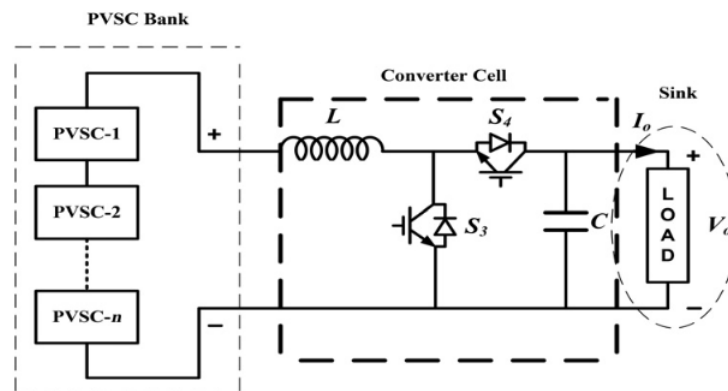 PVSC Bank
Converter Cell
Sink
PVSC-1
PVSC-2
PVSC-n
+
−
L
S4
S3
C
Io
+
LOAD
Vo
−